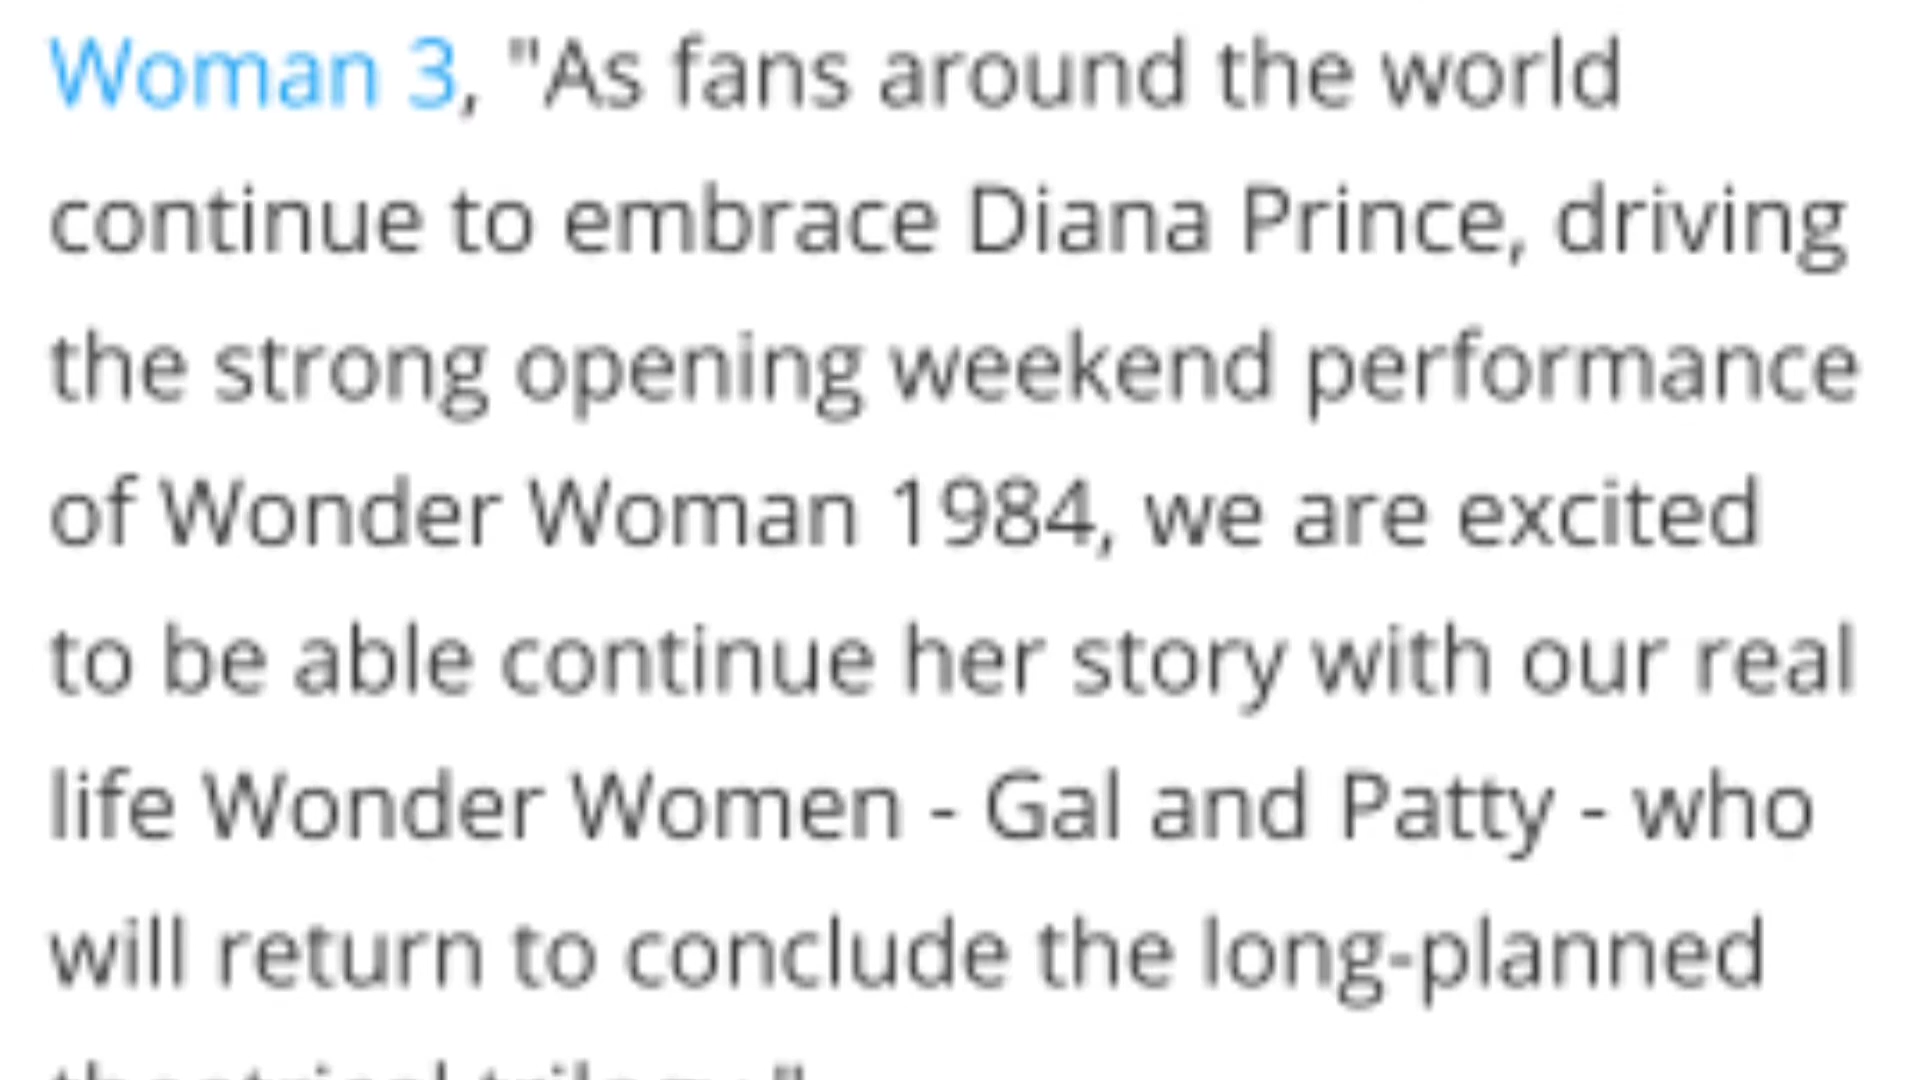 Woman 3, "As fans around the world
continue to embrace Diana Prince, driving
the strong opening weekend performance
of Wonder Woman 1984, we are excited
to be able continue her story with our real
life Wonder Women - Gal and Patty - who
will return to conclude the long-planned
theatrical trilogy."